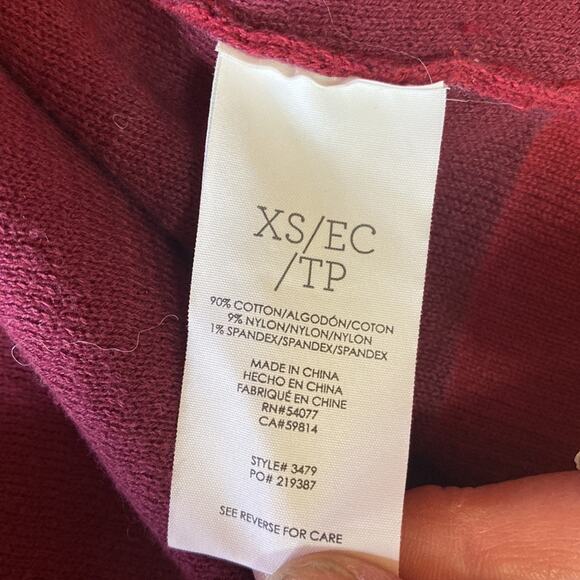 XS/EC
/TP
90% COTTON/ALGODÓN/COTON
9% NYLON/NYLON/NYLON
1% SPANDEX/SPANDEX/SPANDEX
MADE IN CHINA
HECHO EN CHINA
FABRIQUÉ EN CHINE
RN#54077
CA#59814
STYLE# 3479
PO# 219387
SEE REVERSE FOR CARE